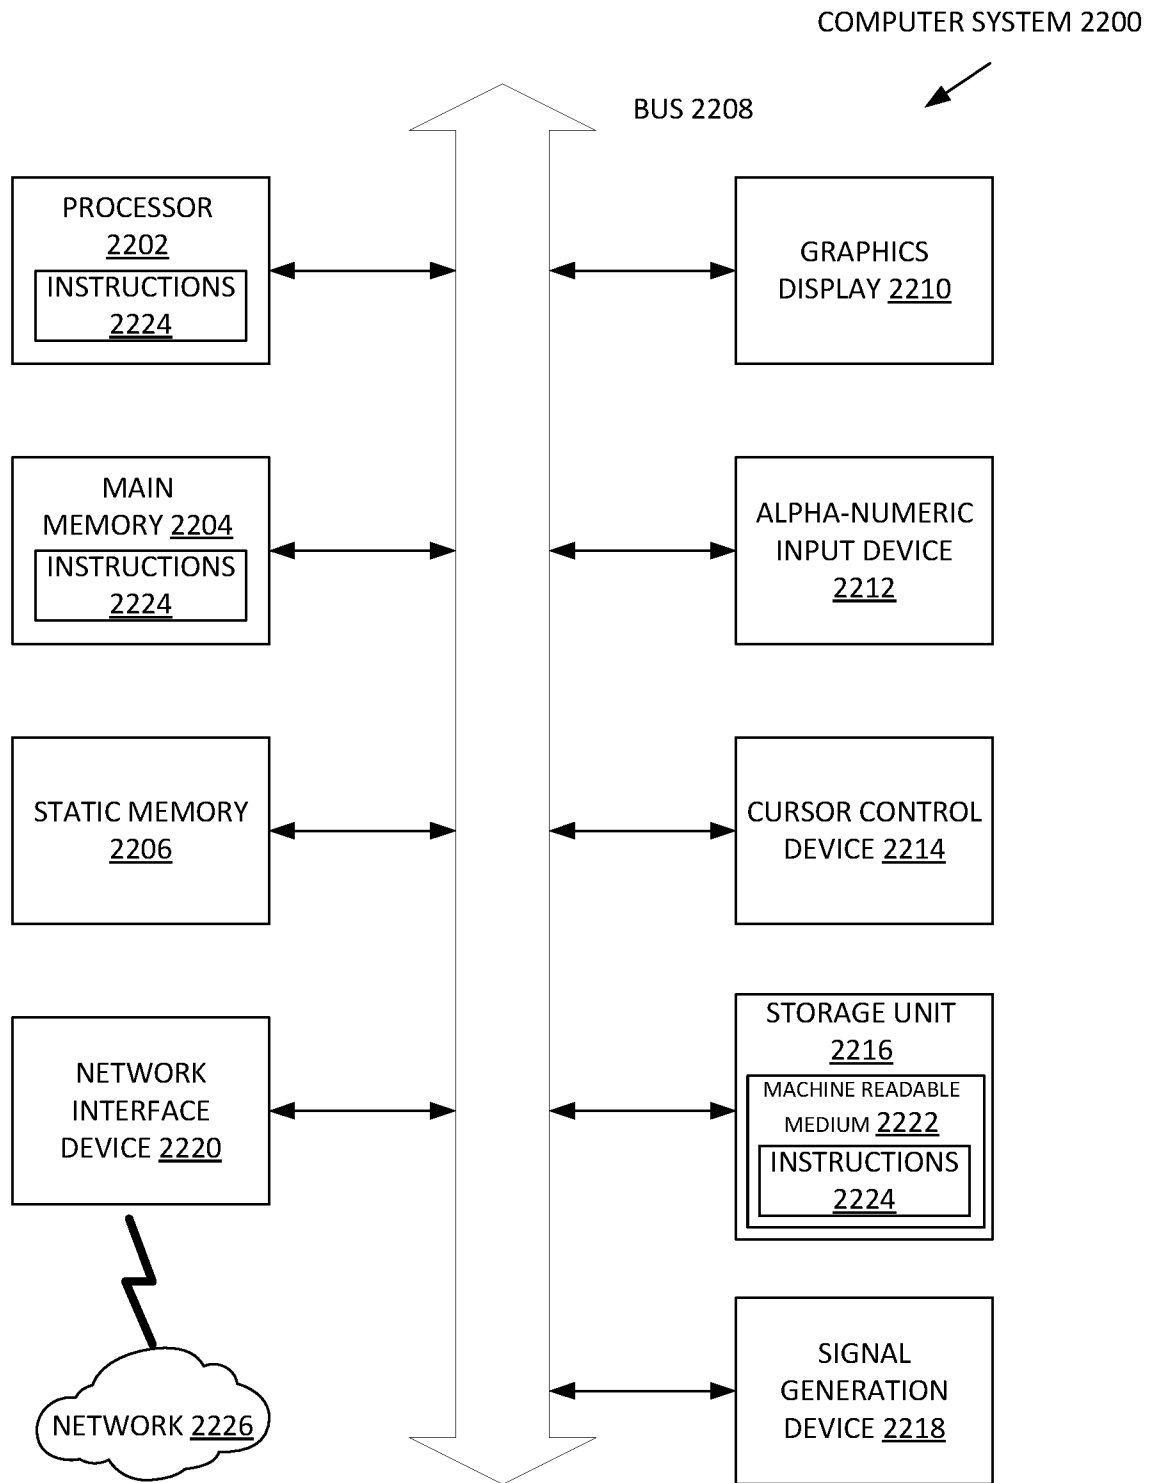 COMPUTER SYSTEM 2200
BUS 2208
PROCESSOR
2202
INSTRUCTIONS
2224
GRAPHICS
DISPLAY 2210
MAIN
MEMORY 2204
INSTRUCTIONS
2224
ALPHA-NUMERIC
INPUT DEVICE
2212
STATIC MEMORY
2206
CURSOR CONTROL
DEVICE 2214
NETWORK
INTERFACE
DEVICE 2220
STORAGE UNIT
2216
MACHINE READABLE
MEDIUM 2222
INSTRUCTIONS
2224
NETWORK 2226
SIGNAL
GENERATION
DEVICE 2218